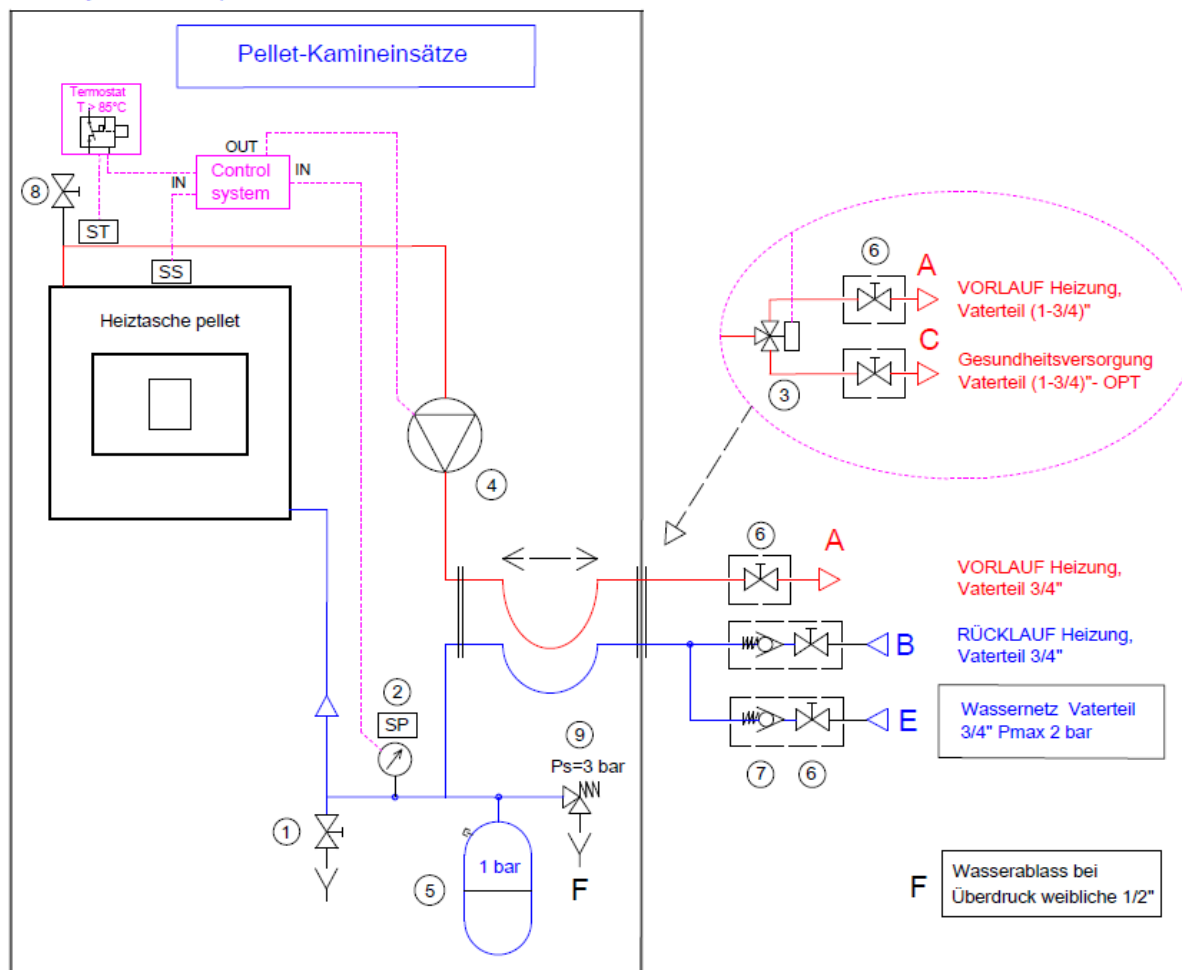 Pellet-Kamineinsätze
Termostat
T > 85°C
OUT
IN
Control
system
IN
8
ST
SS
Heiztasche pellet
4
6
A
VORLAUF Heizung,
Vaterteil (1-3/4)"
C
Gesundheitsversorgung
Vaterteil (1-3/4)"- OPT
3
6
A
VORLAUF Heizung,
Vaterteil 3/4"
B
RÜCKLAUF Heizung,
Vaterteil 3/4"
E
Wassernetz Vaterteil
3/4" Pmax 2 bar
7
6
2
SP
9
Ps=3 bar
1
5
1 bar
F
F
Wasserablass bei
Überdruck weibliche 1/2"